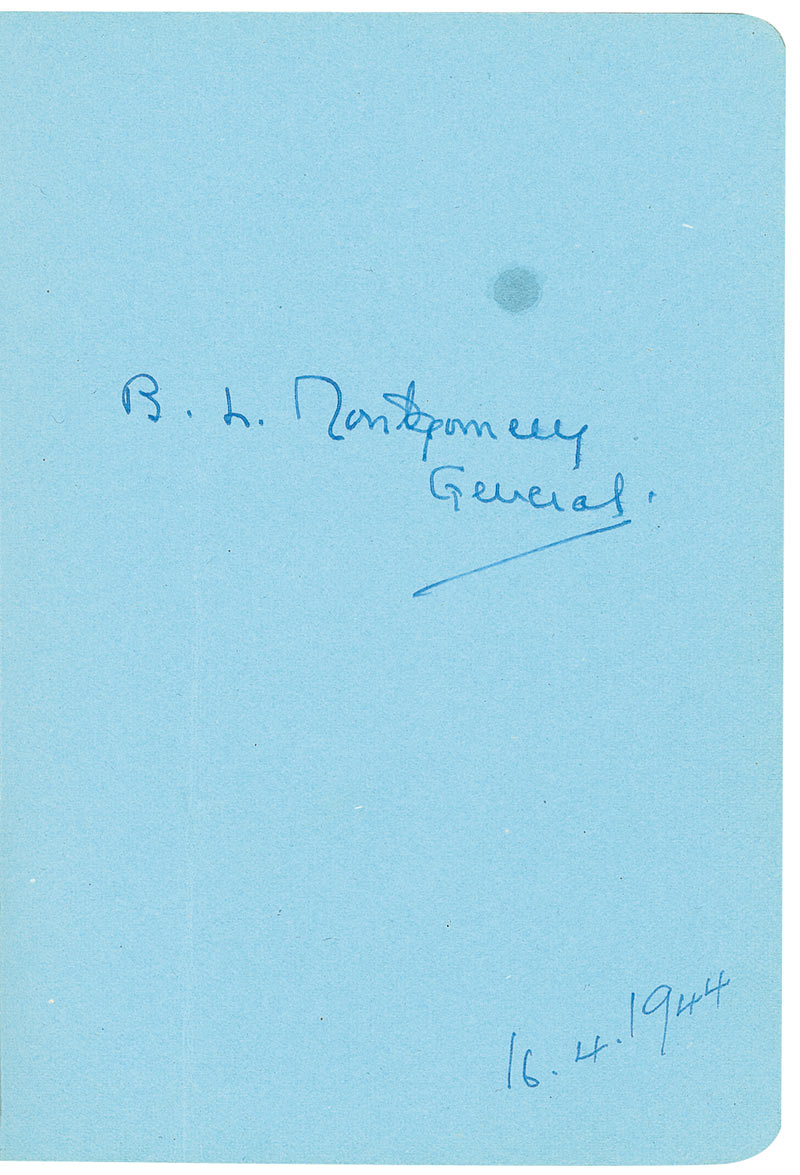 B. L. Montgomery
General.
16.4.1944